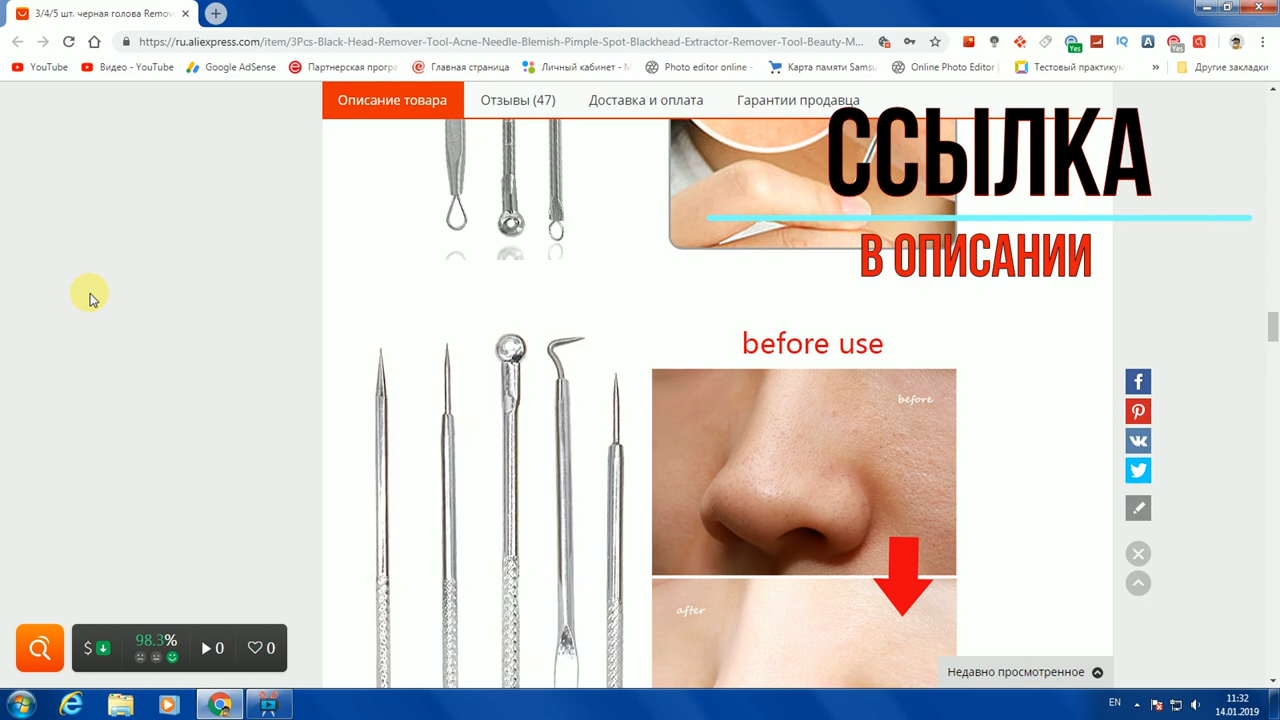 3/4/5 шт. черная голова Remov
https://ru.aliexpress.com/item/3Pcs-Black-Head-Remover-Tool-Acne-Needle-Blemish-Pimple-Spot-Blackhead-Extractor-Remover-Tool-Beauty-M...
YouTube Видео - YouTube Google AdSense Партнерская програ Главная страница Личный кабинет - М Photo editor online - Карта памяти Sams Online Photo Editor | Тестовый практикум » Другие закладки
Описание товара Отзывы (47) Доставка и оплата Гарантии продавца
ССЫЛКА
В ОПИСАНИИ
before use
before
after
$ 98.3% 0 0
Недавно просмотренное
EN 11:32
14.01.2019